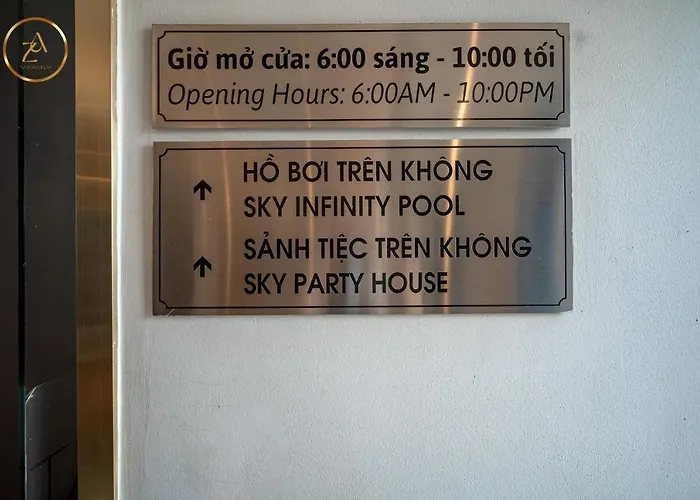 Giờ mở cửa: 6:00 sáng - 10:00 tối
Opening Hours: 6:00AM - 10:00PM
HỒ BƠI TRÊN KHÔNG
SKY INFINITY POOL
SẢNH TIỆC TRÊN KHÔNG
SKY PARTY HOUSE